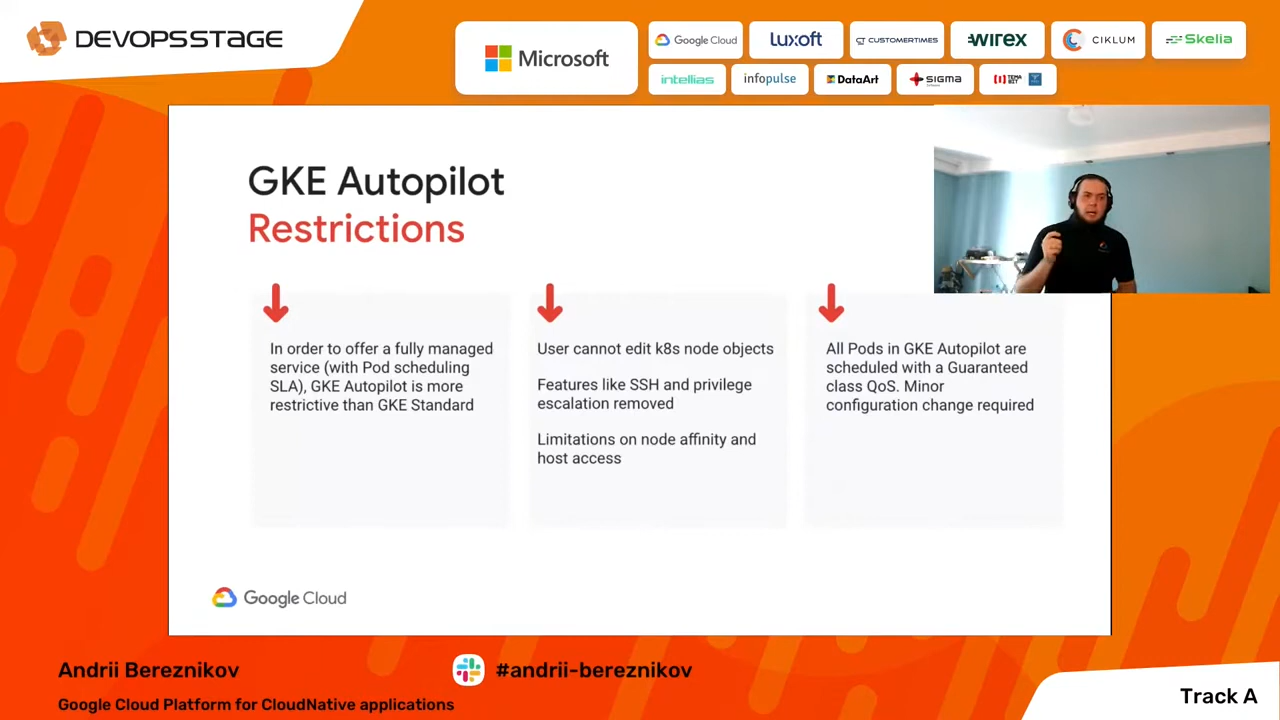 DEVOPSSTAGE
Microsoft
Google Cloud
Luxoft
CUSTOMERTIMES
WIREX
CIKLUM
Skelia
intellias
infopulse
DataArt
SIGMA
Software
TEMA
BIT
GKE Autopilot
Restrictions
In order to offer a fully managed
service (with Pod scheduling
SLA), GKE Autopilot is more
restrictive than GKE Standard
User cannot edit k8s node objects
Features like SSH and privilege
escalation removed
Limitations on node affinity and
host access
All Pods in GKE Autopilot are
scheduled with a Guaranteed
class QoS. Minor
configuration change required
Google Cloud
Andrii Bereznikov
#andrii-bereznikov
Google Cloud Platform for CloudNative applications
Track A